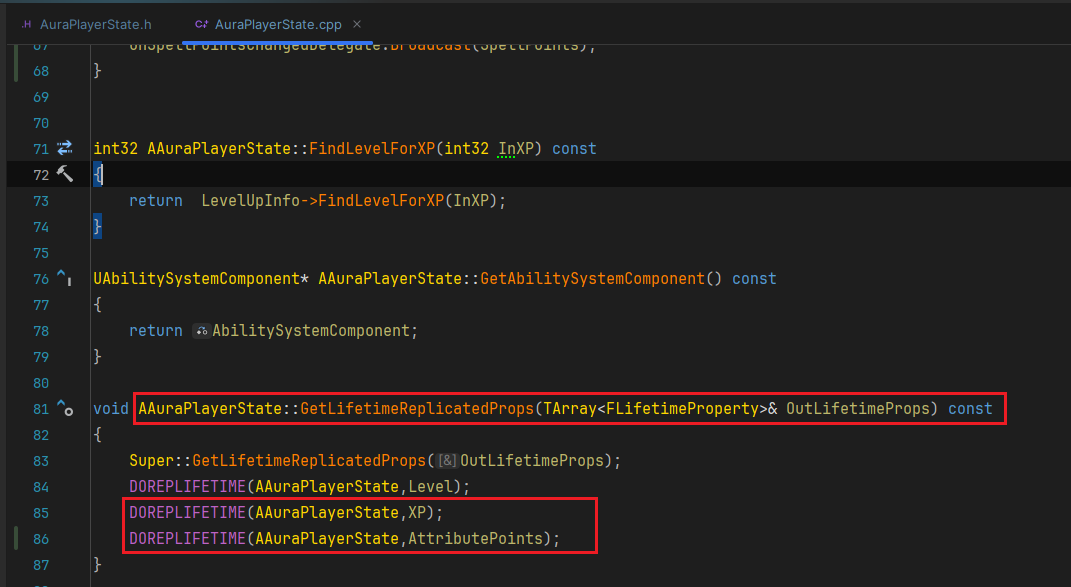 .H AuraPlayerState.h
C++ AuraPlayerState.cpp ×
67 OnSpellPointsChangedDelegate.Broadcast(SpellPoints);
68 }
69
70
71 int32 AAuraPlayerState::FindLevelForXP(int32 InXP) const
72 {
73 return LevelUpInfo->FindLevelForXP(InXP);
74 }
75
76 UAbilitySystemComponent* AAuraPlayerState::GetAbilitySystemComponent() const
77 {
78 return AbilitySystemComponent;
79 }
80
81 void AAuraPlayerState::GetLifetimeReplicatedProps(TArray<FLifetimeProperty>& OutLifetimeProps) const
82 {
83 Super::GetLifetimeReplicatedProps([&]OutLifetimeProps);
84 DOREPLIFETIME(AAuraPlayerState,Level);
85 DOREPLIFETIME(AAuraPlayerState,XP);
86 DOREPLIFETIME(AAuraPlayerState,AttributePoints);
87 }